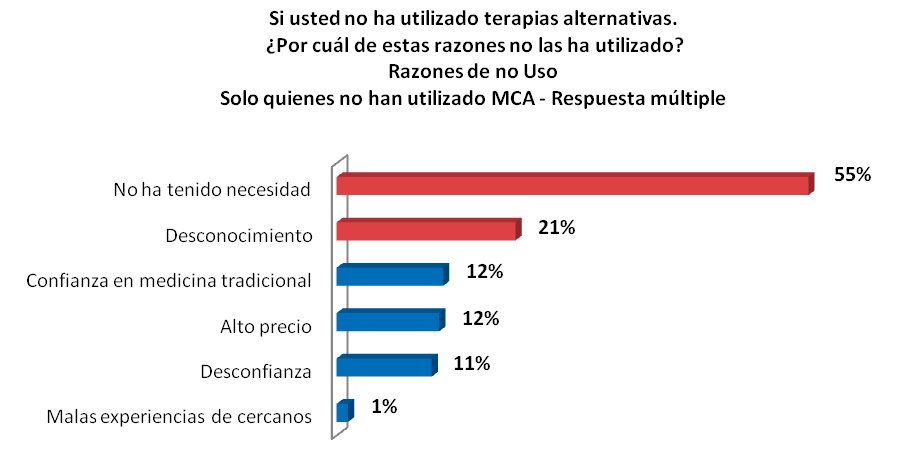 Si usted no ha utilizado terapias alternativas.
¿Por cuál de estas razones no las ha utilizado?
Razones de no Uso
Solo quienes no han utilizado MCA - Respuesta múltiple
No ha tenido necesidad 55%
Desconocimiento 21%
Confianza en medicina tradicional 12%
Alto precio 12%
Desconfianza 11%
Malas experiencias de cercanos 1%